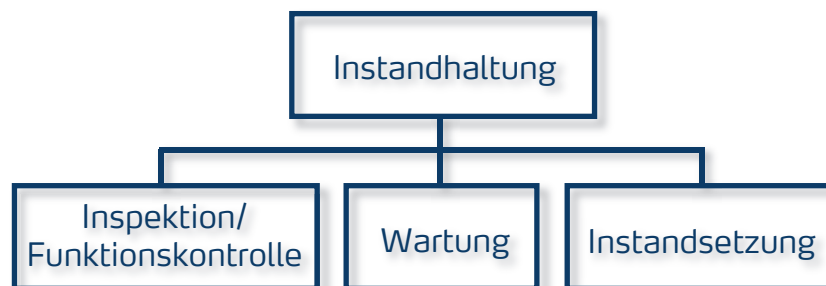 Instandhaltung
Inspektion/
Funktionskontrolle
Wartung
Instandsetzung